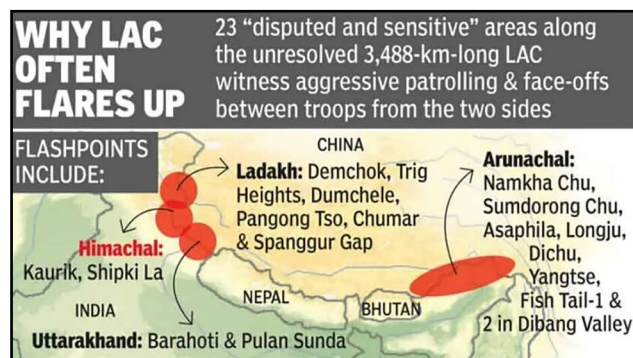 WHY LAC
OFTEN
FLARES UP
23 “disputed and sensitive” areas along
the unresolved 3,488-km-long LAC
witness aggressive patrolling & face-offs
between troops from the two sides
FLASHPOINTS
INCLUDE:
CHINA
Ladakh: Demchok, Trig
Heights, Dumchele,
Pangong Tso, Chumar
& Spanggur Gap
Arunachal:
Namkha Chu,
Sumdorong Chu,
Asaphila, Longju,
Dichu,
Yangtse,
Fish Tail-1 &
2 in Dibang Valley
Himachal:
Kaurik, Shipki La
NEPAL
BHUTAN
INDIA
Uttarakhand: Barahoti & Pulan Sunda